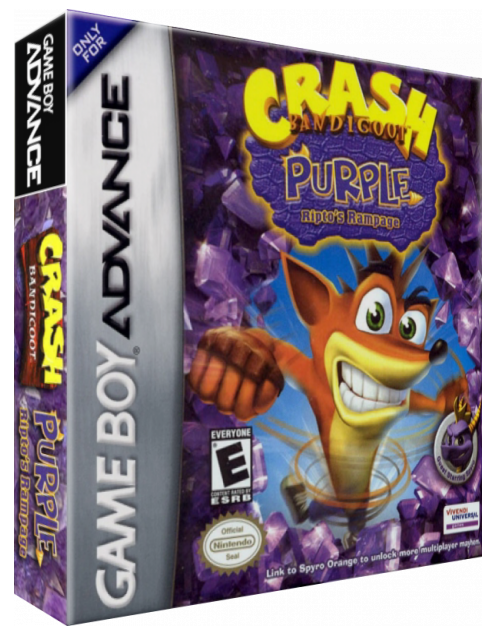 GAME BOY
ADVANCE
CRASH
BANDICOOT
PURPLE
Ripto's Rampage
GAME BOY ADVANCE
ONLY
FOR
CRASH
BANDICOOT
PURPLE
Ripto's Rampage
EVERYONE
E
CONTENT RATED BY
ESRB
Official
Nintendo
Seal
VIVENDI
UNIVERSAL
games
Link to Spyro Orange to unlock more multiplayer mayhem.